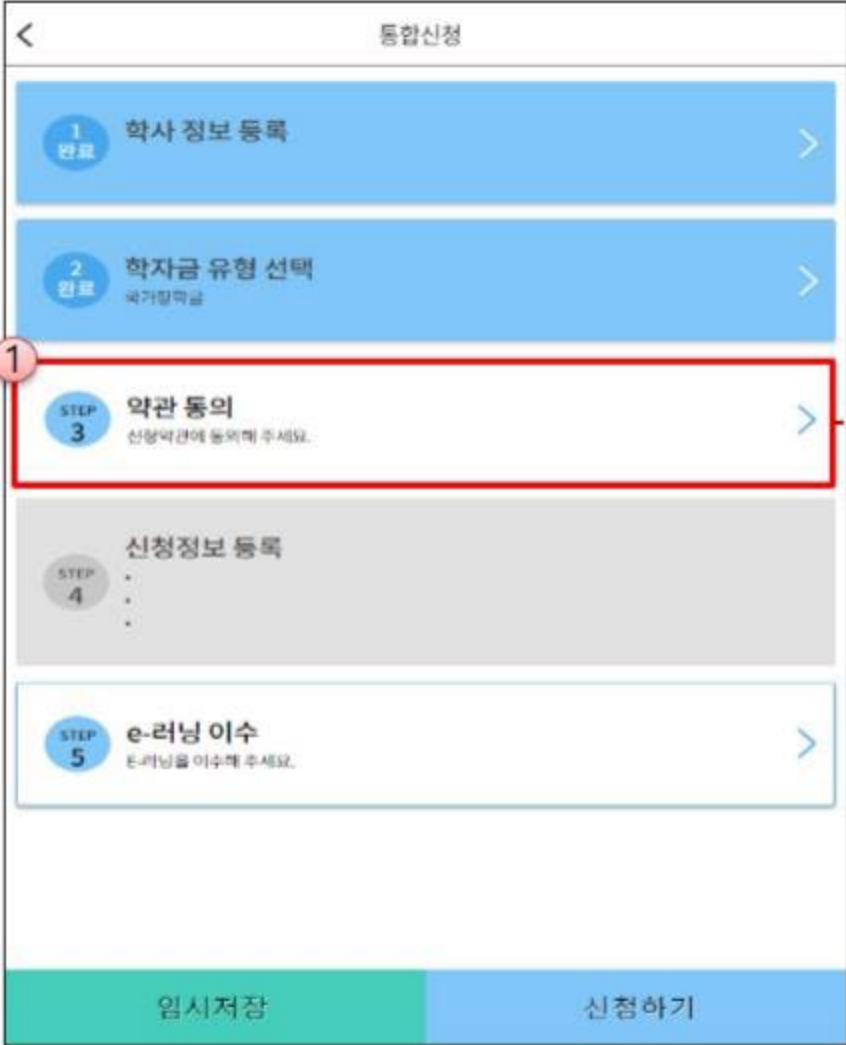 통합신청
1
완료
학사 정보 등록
2
완료
학자금 유형 선택
국가장학금
1
STEP
3
약관 동의
신청약관에 동의해 주세요.
STEP
4
신청정보 등록
STEP
5
e-러닝 이수
E-러닝을 이수해 주세요.
임시저장
신청하기